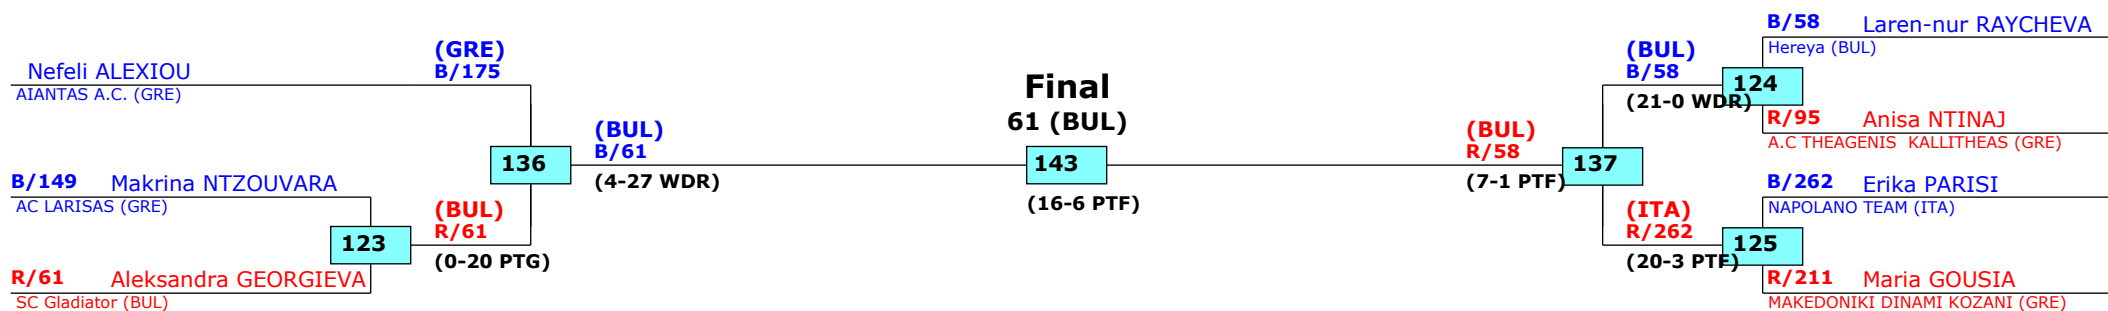 Nefeli ALEXIOU
AIANTAS A.C. (GRE)
(GRE)
B/175
B/149 Makrina NTZOUVARA
AC LARISAS (GRE)
123
R/61 Aleksandra GEORGIEVA
SC Gladiator (BUL)
(BUL)
R/61
(0-20 PTG)
136
(BUL)
B/61
(4-27 WDR)
Final
61 (BUL)
143
(16-6 PTF)
(BUL)
R/58
(7-1 PTF)
137
(BUL)
B/58
(21-0 WDR)
124
B/58 Laren-nur RAYCHEVA
Hereya (BUL)
R/95 Anisa NTINAJ
A.C THEAGENIS KALLITHEAS (GRE)
(ITA)
R/262
(20-3 PTF)
125
B/262 Erika PARISI
NAPOLANO TEAM (ITA)
R/211 Maria GOUSIA
MAKEDONIKI DINAMI KOZANI (GRE)